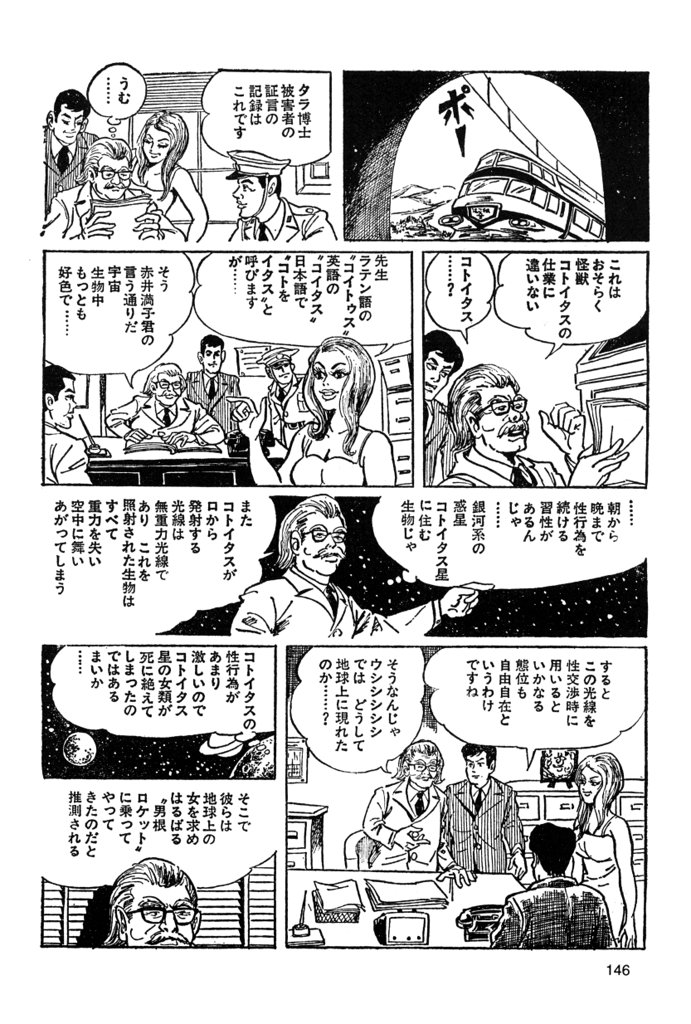 ポー
タラ博士
被害者の
証言の
記録は
これです
うむ
……
これは
おそらく
怪獣
コトイタスの
仕業に
違いない
コトイタス
……?
先生
ラテン語の
〝コイトゥス〟
英語の
〝コイタス〟
日本語で
〝コトを
イタス〟と
呼びます
が……
そう
赤井満子君の
言う通りだ
宇宙
生物中
もっとも
好色で……
……
朝から
晩まで
性行為を
続ける
習性が
あるん
じゃ
……
銀河系の
惑星
コトイタス星
に住む
生物じゃ
また
コトイタスが
口から
発射する
光線は
無重力光線で
あり これを
照射された生物は
すべて
重力を失い
空中に舞い
あがってしまう
すると
この光線を
性交渉時に
用いると
いかなる
態位も
自由自在と
いうわけ
ですね
そうなんじゃ
ウシシシシシ
では どうして
地球上に現れた
のか……?
コトイタスの
性行為が
あまり
激しいので
コトイタス
星の女類が
死に絶えて
しまったの
ではある
まいか
……
そこで
彼らは
地球上の
女を求め
はるばる
〝男根
ロケット〟
に乗って
やって
きたのだと
推測される
146